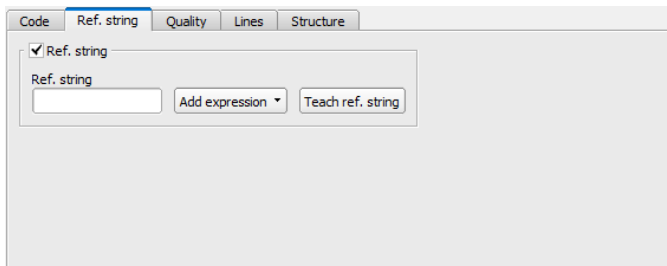 Code Ref. string Quality Lines Structure
Ref. string
Ref. string
Add expression Teach ref. string